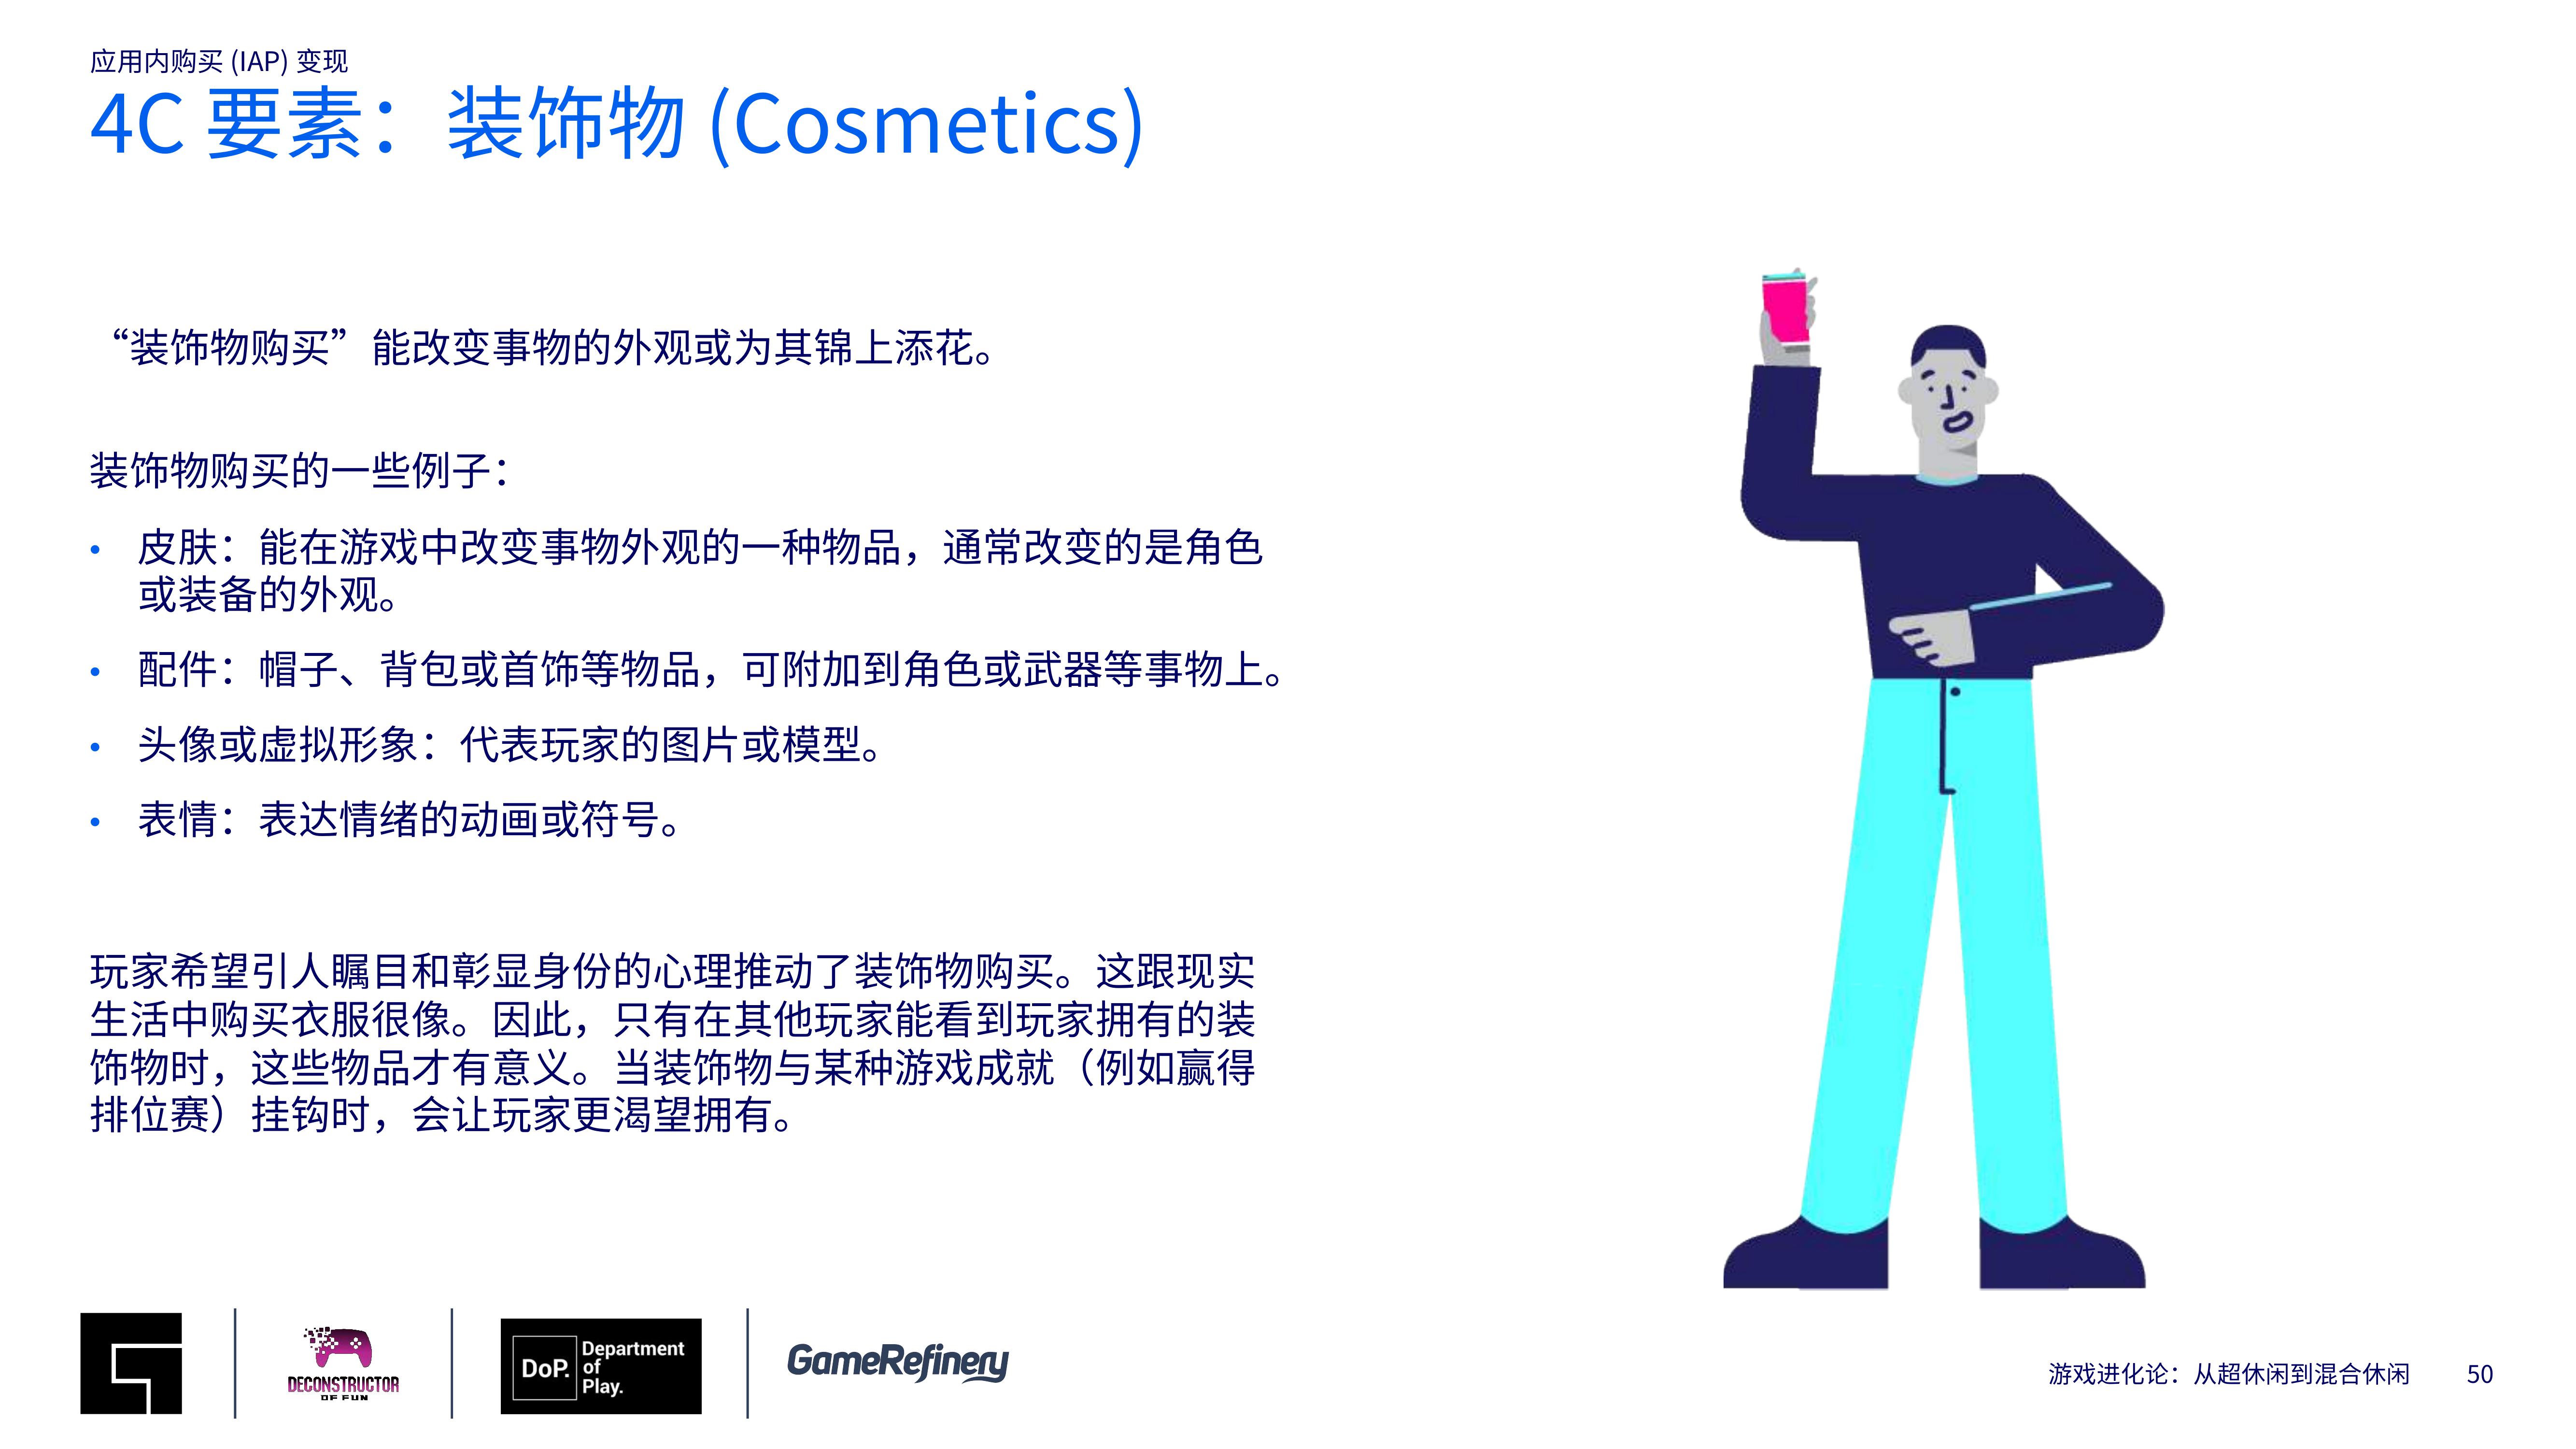 应用内购买 (IAP) 变现
4C 要素：装饰物 (Cosmetics)
“装饰物购买”能改变事物的外观或为其锦上添花。
装饰物购买的一些例子：
• 皮肤：能在游戏中改变事物外观的一种物品，通常改变的是角色
或装备的外观。
• 配件：帽子、背包或首饰等物品，可附加到角色或武器等事物上。
• 头像或虚拟形象：代表玩家的图片或模型。
• 表情：表达情绪的动画或符号。
玩家希望引人瞩目和彰显身份的心理推动了装饰物购买。这跟现实
生活中购买衣服很像。因此，只有在其他玩家能看到玩家拥有的装
饰物时，这些物品才有意义。当装饰物与某种游戏成就（例如赢得
排位赛）挂钩时，会让玩家更渴望拥有。
DECONSTRUCTOR
OF FUN
DoP.
Department
of
Play.
GameRefinery
游戏进化论：从超休闲到混合休闲 50